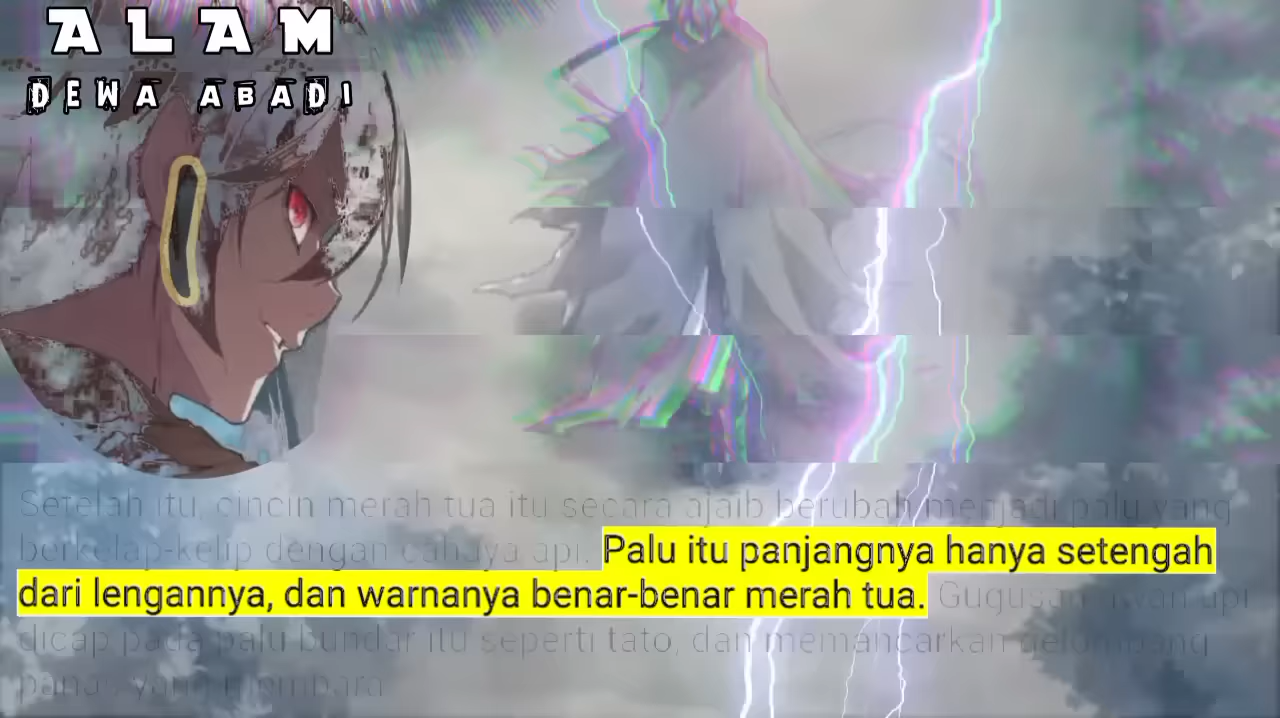 ALAM
DEWA ABADI
Setelah itu, cincin merah tua itu secara ajaib berubah menjadi palu yang
berkelap-kelip dengan cahaya api. Palu itu panjangnya hanya setengah
dari lengannya, dan warnanya benar-benar merah tua. Gugusan awan api
dicap pada palu bundar itu seperti tato, dan memancarkan gelombang
panas yang membara